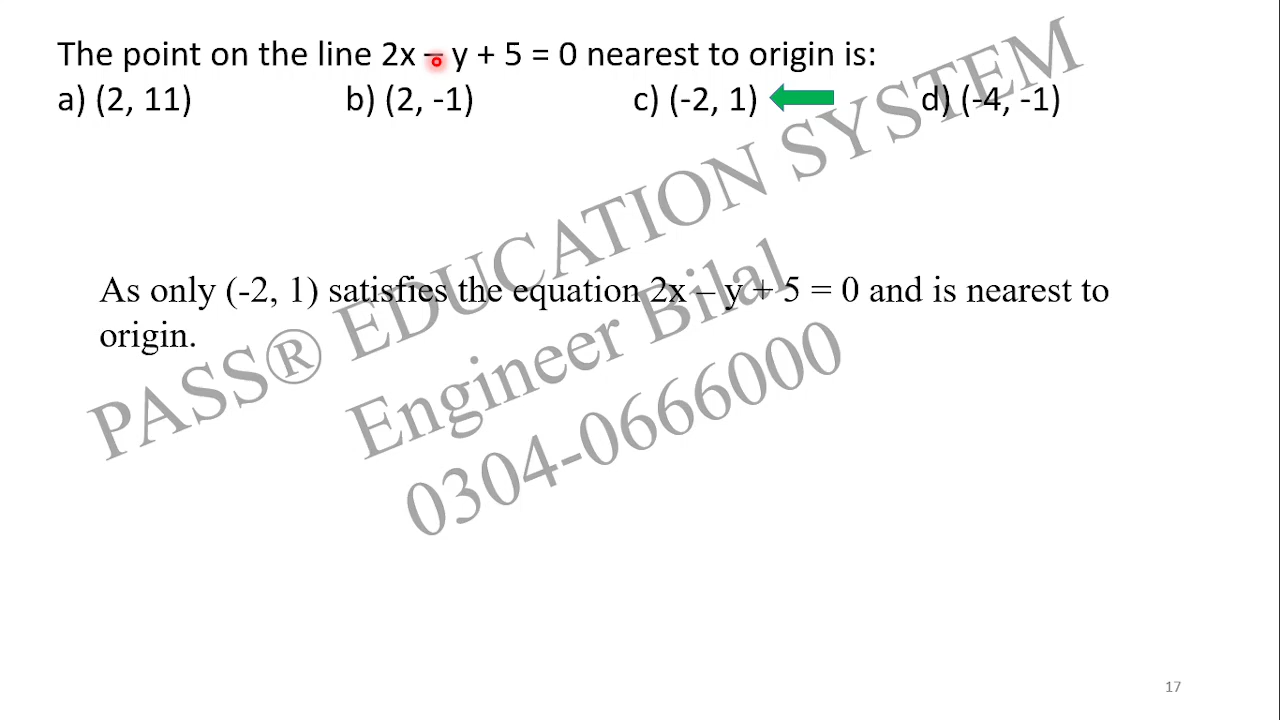 The point on the line 2x – y + 5 = 0 nearest to origin is:
a) (2, 11) b) (2, -1) c) (-2, 1) d) (-4, -1)
As only (-2, 1) satisfies the equation 2x – y + 5 = 0 and is nearest to
origin.
PASS® EDUCATION SYSTEM
Engineer Bilal
0304-0666000
17